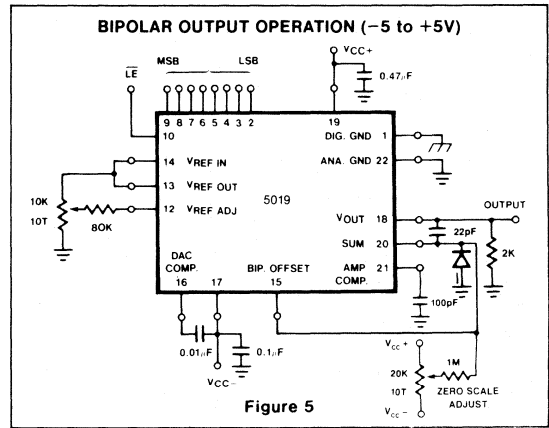 BIPOLAR OUTPUT OPERATION (−5 to +5V)
MSB LSB
VCC+
LE
0.47μF
9 8 7 6 5 4 3 2
19
10
DIG. GND 1
14 VREF IN
ANA. GND 22
13 VREF OUT
5019
OUTPUT
10K
10T
80K
12 VREF ADJ
VOUT 18
22pF
SUM 20
2K
DAC
COMP.
BIP. OFFSET
AMP
COMP.
21
16 17 15
100pF
0.01μF
0.1μF
VCC−
VCC+
20K
10T
1M
ZERO SCALE
ADJUST
VCC−
Figure 5